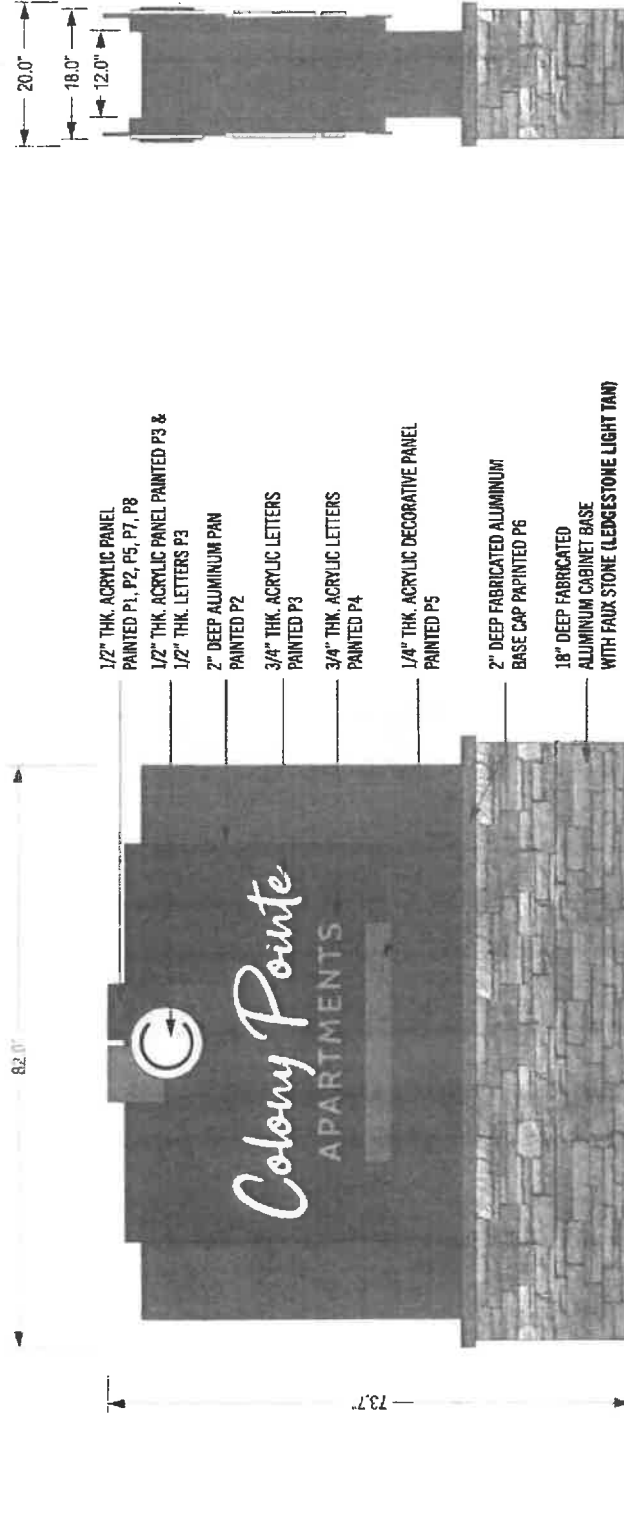 20.0"
18.0"
12.0"
1/2" THK. ACRYLIC PANEL
PAINTED P1, P2, P5, P7, P8
1/2" THK. ACRYLIC PANEL PAINTED P3 &
1/2" THK. LETTERS P3
2" DEEP ALUMINUM PAN
PAINTED P2
3/4" THK. ACRYLIC LETTERS
PAINTED P3
3/4" THK. ACRYLIC LETTERS
PAINTED P4
1/4" THK. ACRYLIC DECORATIVE PANEL
PAINTED P5
2" DEEP FABRICATED ALUMINUM
BASE CAP PAPINTED P6
18" DEEP FABRICATED
ALUMINUM CABINET BASE
WITH FAUX STONE (LEDGESTONE LIGHT TAN)
82.0"
C
Colony Pointe
APARTMENTS
73.7"